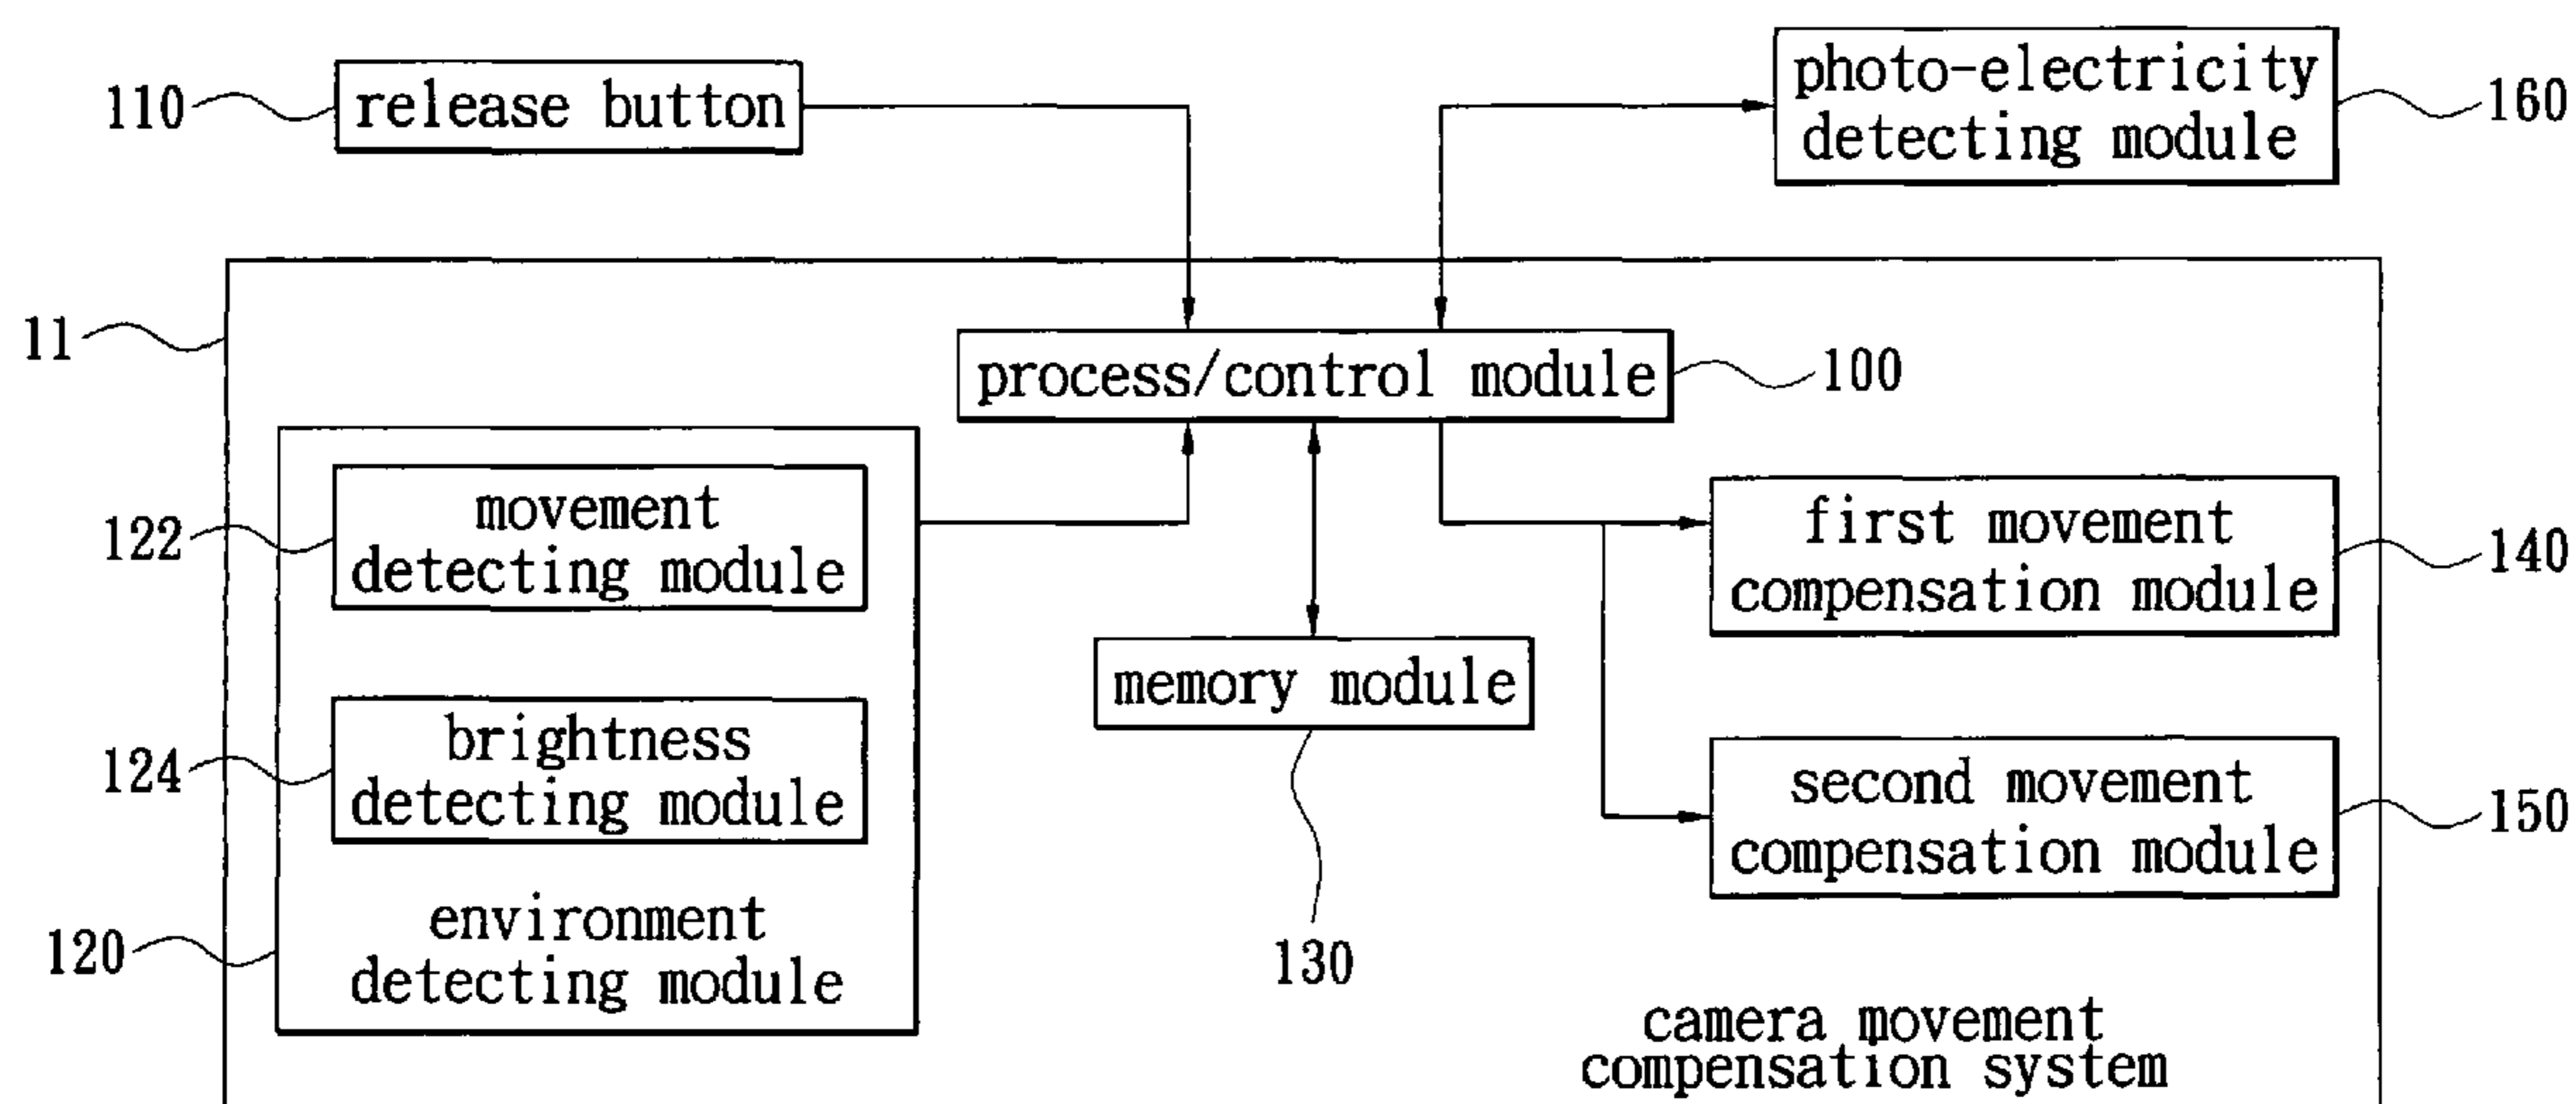 110
release button
photo-electricity
detecting module
160
11
process/control module
100
122
movement
detecting module
first movement
compensation module
140
124
brightness
detecting module
memory module
130
second movement
compensation module
150
120
environment
detecting module
camera movement
compensation system